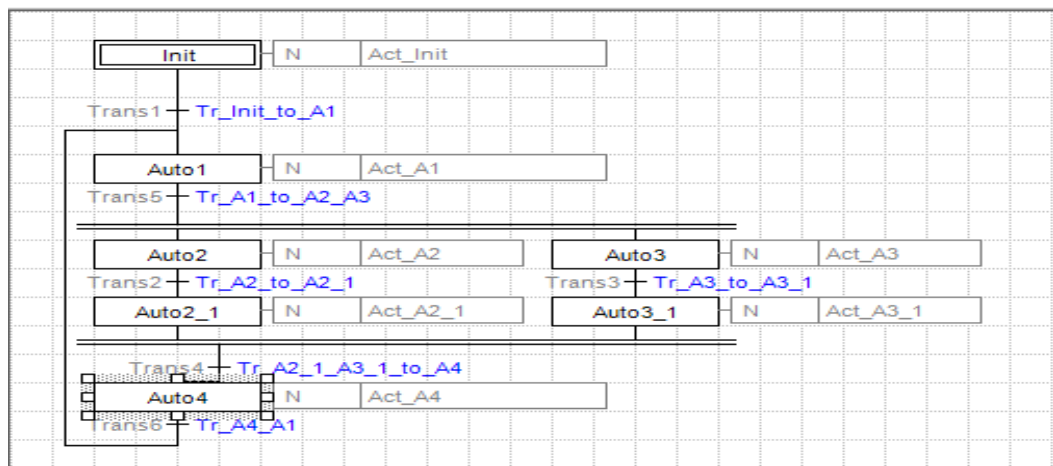 Init N Act_Init
Trans1 Tr_Init_to_A1
Auto1 N Act_A1
Trans5 Tr_A1_to_A2_A3
Auto2 N Act_A2 Auto3 N Act_A3
Trans2 Tr_A2_to_A2_1 Trans3 Tr_A3_to_A3_1
Auto2_1 N Act_A2_1 Auto3_1 N Act_A3_1
Trans4 Tr_A2_1_A3_1_to_A4
Auto4 N Act_A4
Trans6 Tr_A4_A1